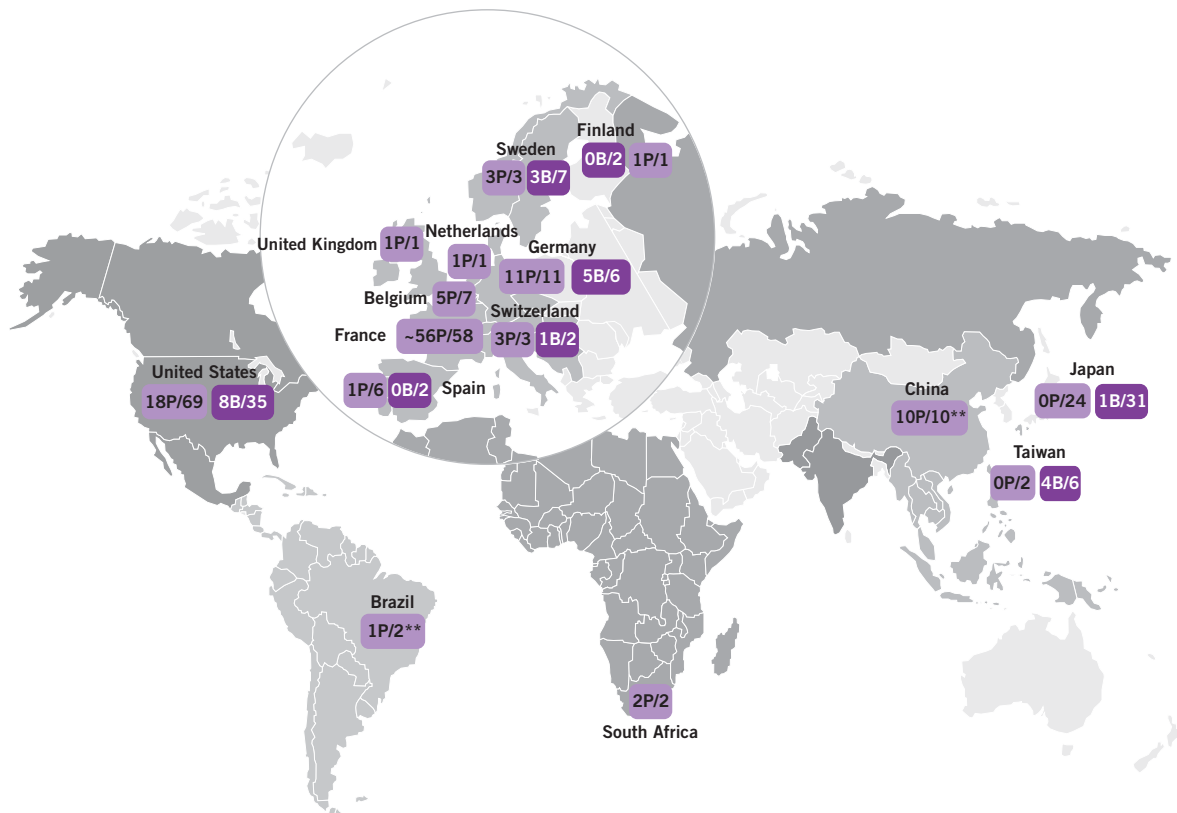 Finland
0B/2 1P/1
Sweden
3P/3 3B/7
United Kingdom 1P/1
Netherlands
1P/1
Germany
11P/11 5B/6
Belgium 5P/7
Switzerland
France ~56P/58 3P/3 1B/2
1P/6 0B/2 Spain
United States
18P/69 8B/35
China
10P/10**
Japan
0P/24 1B/31
Taiwan
0P/2 4B/6
Brazil
1P/2**
2P/2
South Africa